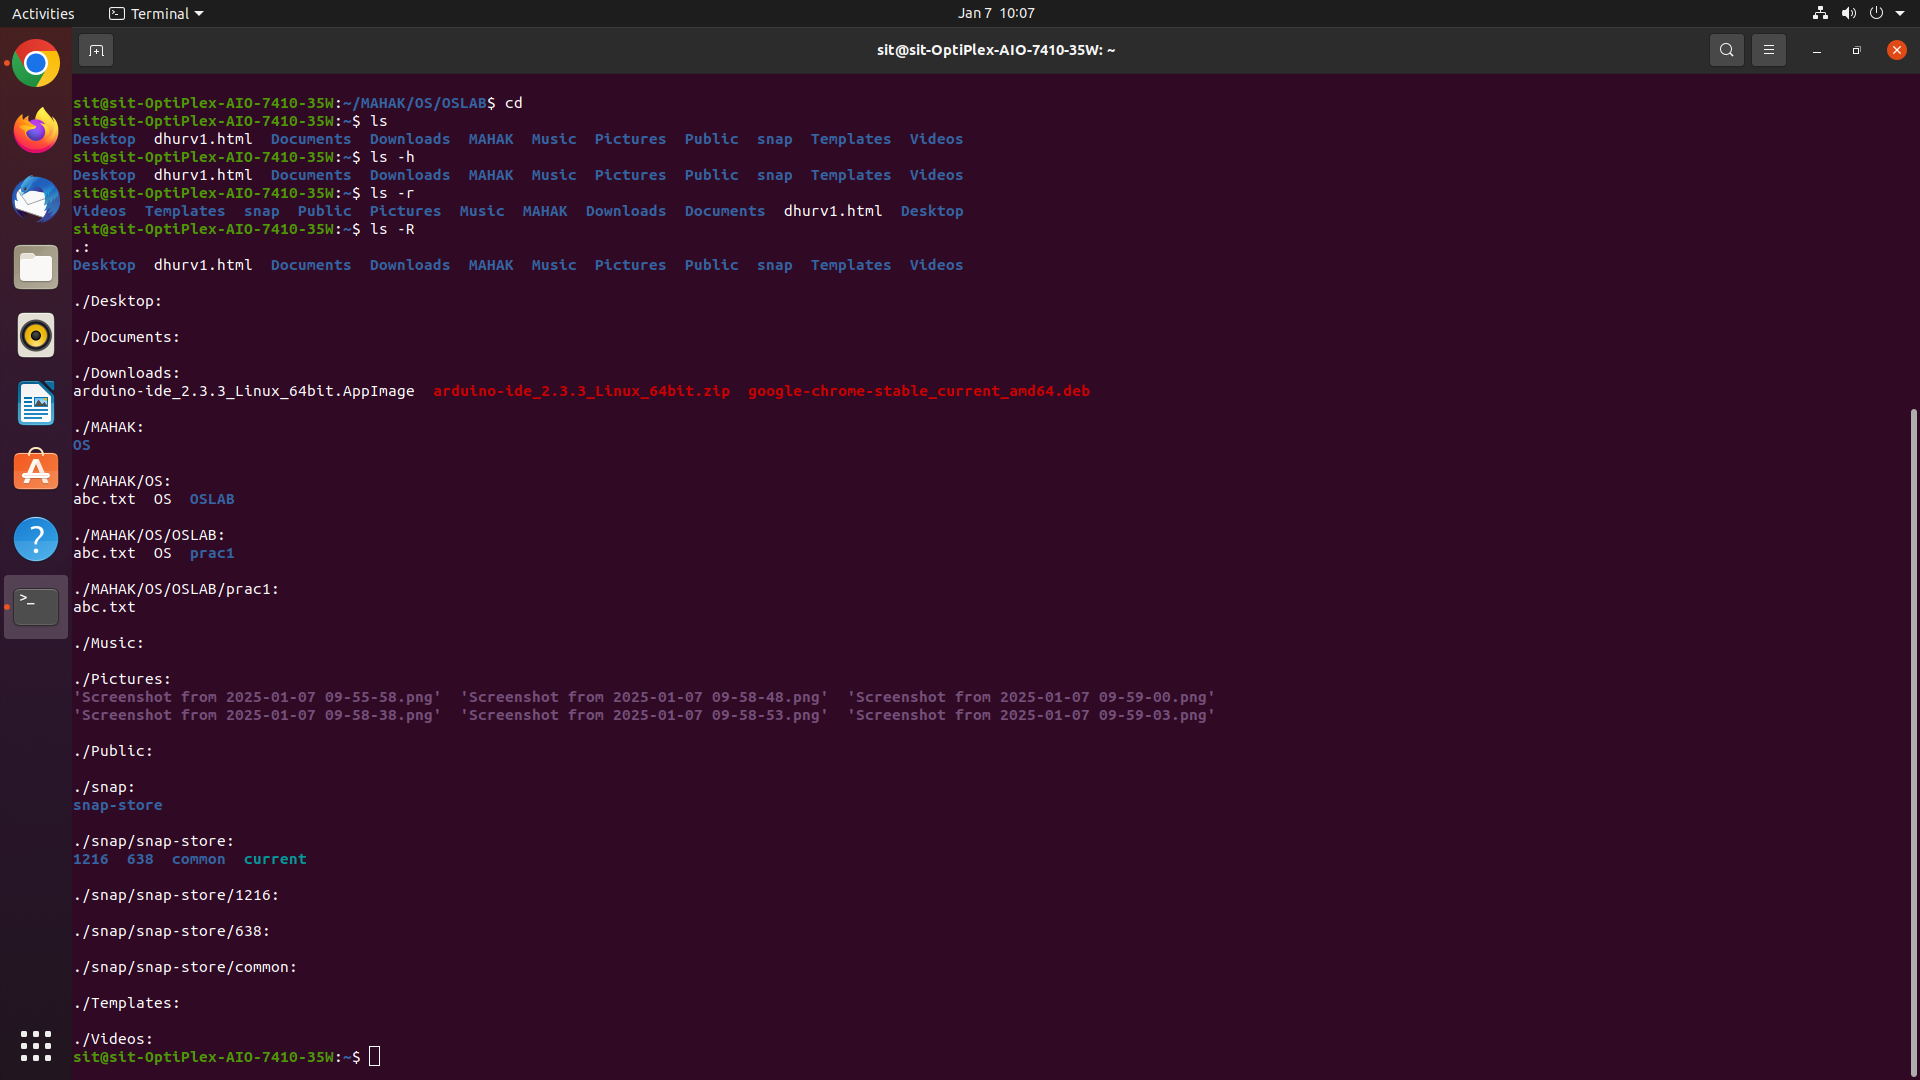 Activities Terminal Jan 7 10:07
sit@sit-OptiPlex-AIO-7410-35W: ~
sit@sit-OptiPlex-AIO-7410-35W:~/MAHAK/OS/OSLAB$ cd
sit@sit-OptiPlex-AIO-7410-35W:~$ ls
Desktop dhurv1.html Documents Downloads MAHAK Music Pictures Public snap Templates Videos
sit@sit-OptiPlex-AIO-7410-35W:~$ ls -h
Desktop dhurv1.html Documents Downloads MAHAK Music Pictures Public snap Templates Videos
sit@sit-OptiPlex-AIO-7410-35W:~$ ls -r
Videos Templates snap Public Pictures Music MAHAK Downloads Documents dhurv1.html Desktop
sit@sit-OptiPlex-AIO-7410-35W:~$ ls -R
.:
Desktop dhurv1.html Documents Downloads MAHAK Music Pictures Public snap Templates Videos
./Desktop:
./Documents:
./Downloads:
arduino-ide_2.3.3_Linux_64bit.AppImage arduino-ide_2.3.3_Linux_64bit.zip google-chrome-stable_current_amd64.deb
./MAHAK:
OS
./MAHAK/OS:
abc.txt OS OSLAB
./MAHAK/OS/OSLAB:
abc.txt OS prac1
./MAHAK/OS/OSLAB/prac1:
abc.txt
./Music:
./Pictures:
'Screenshot from 2025-01-07 09-55-58.png' 'Screenshot from 2025-01-07 09-58-48.png' 'Screenshot from 2025-01-07 09-59-00.png'
'Screenshot from 2025-01-07 09-58-38.png' 'Screenshot from 2025-01-07 09-58-53.png' 'Screenshot from 2025-01-07 09-59-03.png'
./Public:
./snap:
snap-store
./snap/snap-store:
1216 638 common current
./snap/snap-store/1216:
./snap/snap-store/638:
./snap/snap-store/common:
./Templates:
./Videos:
sit@sit-OptiPlex-AIO-7410-35W:~$